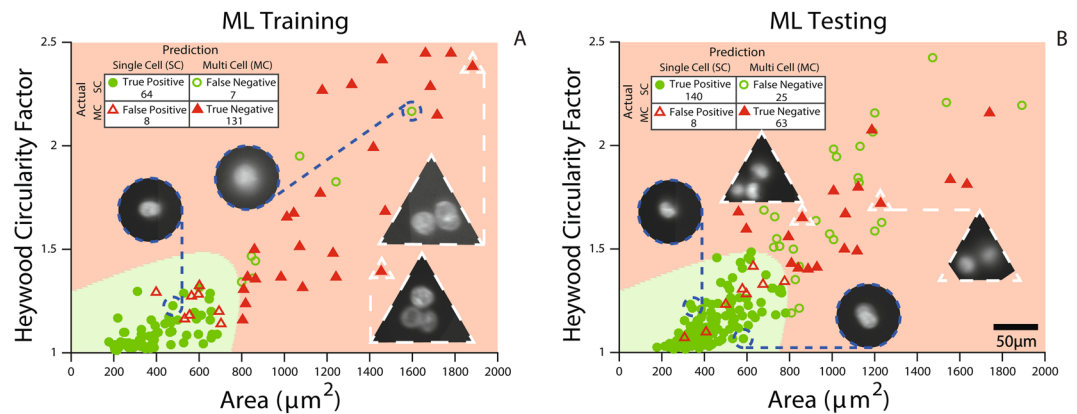 ML Training
A
2.5
2
1.5
1
Heywood Circularity Factor
Prediction
Single Cell (SC) Multi Cell (MC)
Actual
SC
MC
True Positive
64
False Negative
7
False Positive
8
True Negative
131
0 200 400 600 800 1000 1200 1400 1600 1800 2000
Area (μm²)
ML Testing
B
2.5
2
1.5
1
Heywood Circularity Factor
Prediction
Single Cell (SC) Multi Cell (MC)
Actual
SC
MC
True Positive
140
False Negative
25
False Positive
8
True Negative
63
50μm
0 200 400 600 800 1000 1200 1400 1600 1800 2000
Area (μm²)